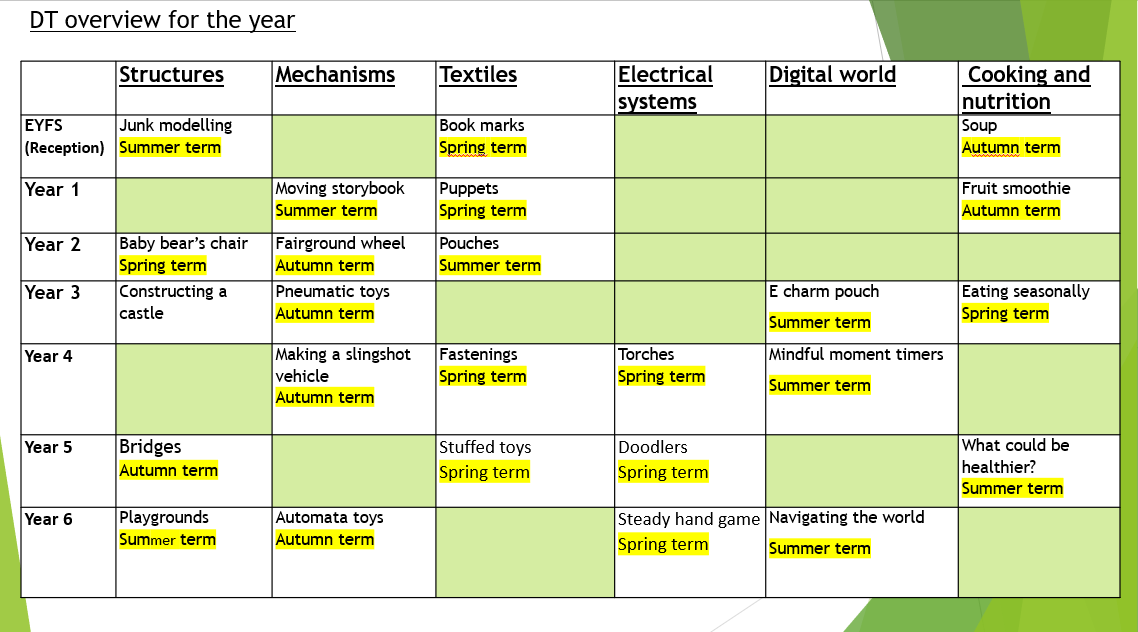 DT overview for the year
Structures
Mechanisms
Textiles
Electrical
systems
Digital world
Cooking and
nutrition
EYFS
(Reception)
Junk modelling
Summer term
Book marks
Spring term
Soup
Autumn term
Year 1
Moving storybook
Summer term
Puppets
Spring term
Fruit smoothie
Autumn term
Year 2
Baby bear's chair
Spring term
Fairground wheel
Autumn term
Pouches
Summer term
Year 3
Constructing a
castle
Pneumatic toys
Autumn term
E charm pouch
Summer term
Eating seasonally
Spring term
Year 4
Making a slingshot
vehicle
Autumn term
Fastenings
Spring term
Torches
Spring term
Mindful moment timers
Summer term
Year 5
Bridges
Autumn term
Stuffed toys
Spring term
Doodlers
Spring term
What could be
healthier?
Summer term
Year 6
Playgrounds
Summer term
Automata toys
Autumn term
Steady hand game
Spring term
Navigating the world
Summer term